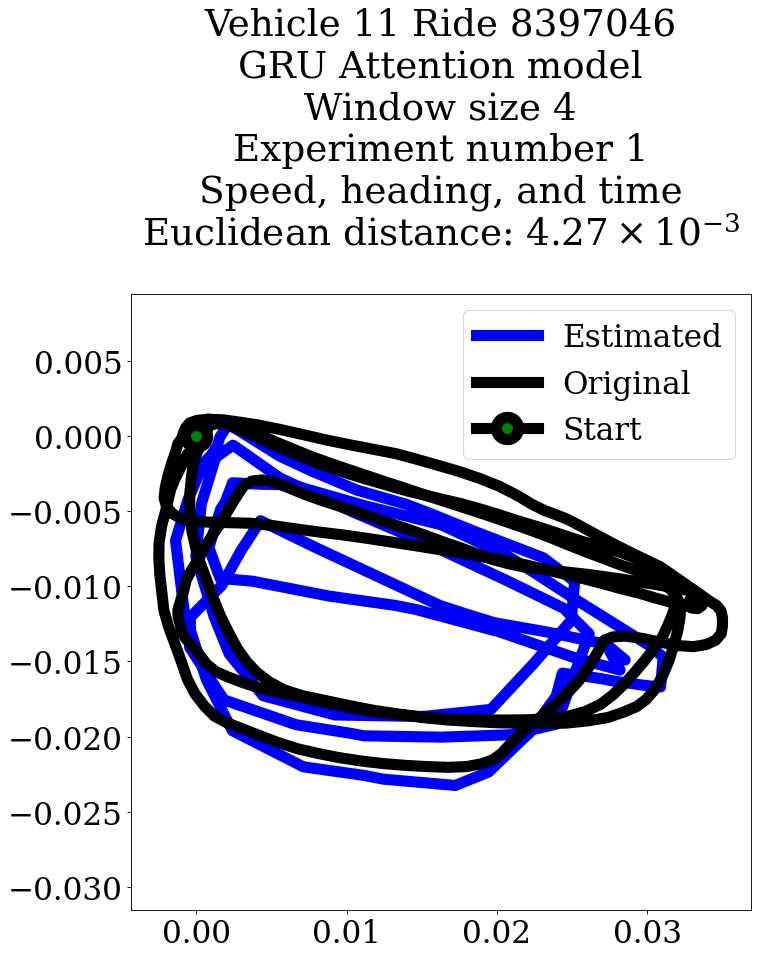 Vehicle 11 Ride 8397046
GRU Attention model
Window size 4
Experiment number 1
Speed, heading, and time
Euclidean distance: 4.27 × 10⁻³
Estimated
Original
Start
0.005
0.000
−0.005
−0.010
−0.015
−0.020
−0.025
−0.030
0.00 0.01 0.02 0.03